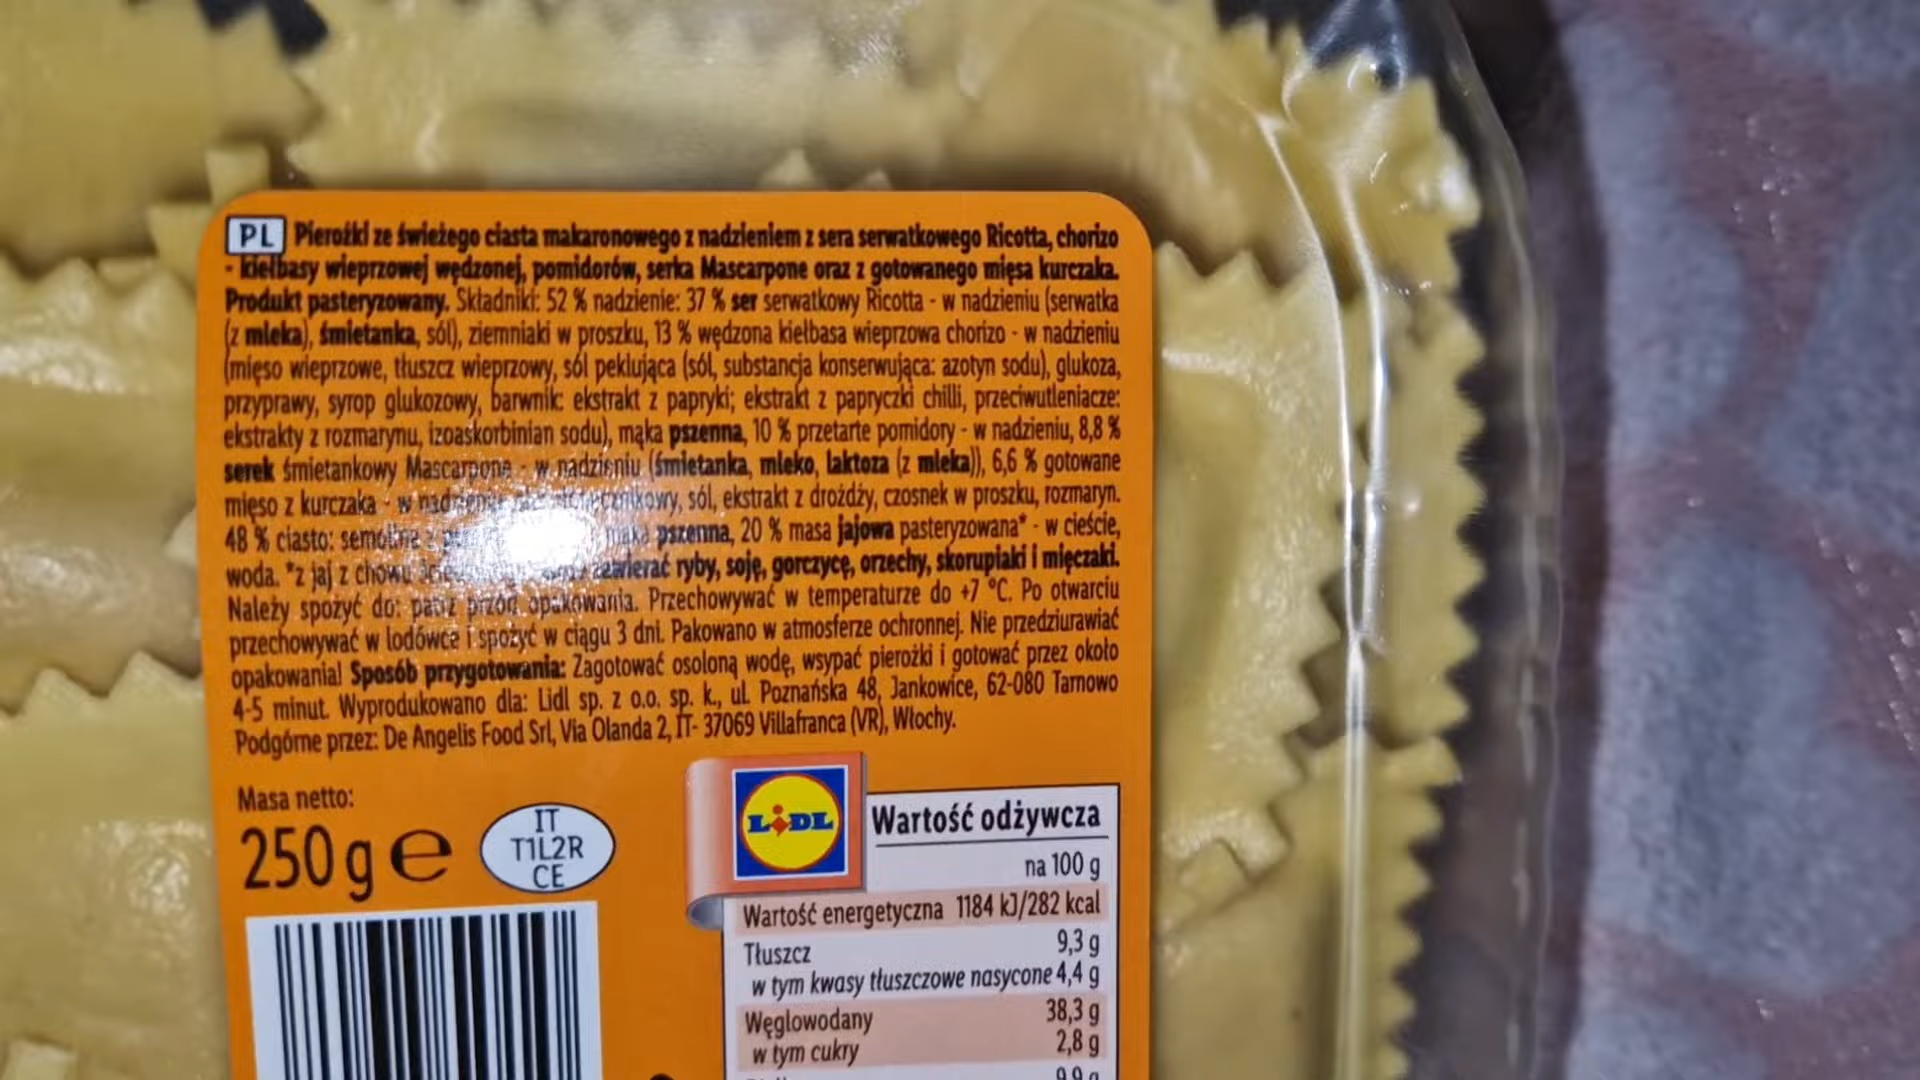 PL Pierożki ze świeżego ciasta makaronowego z nadzieniem z sera serwatkowego Ricotta, chorizo
- kiełbasy wieprzowej wędzonej, pomidorów, serka Mascarpone oraz z gotowanego mięsa kurczaka.
Produkt pasteryzowany. Składniki: 52 % nadzienie: 37 % ser serwatkowy Ricotta - w nadzieniu (serwatka
(z mleka), śmietanka, sól), ziemniaki w proszku, 13 % wędzona kiełbasa wieprzowa chorizo - w nadzieniu
(mięso wieprzowe, tłuszcz wieprzowy, sól peklująca (sól, substancja konserwująca: azotyn sodu), glukoza,
przyprawy, syrop glukozowy, barwnik: ekstrakt z papryki; ekstrakt z papryczki chilli, przeciwutleniacze:
ekstrakty z rozmarynu, izoaskorbinian sodu), mąka pszenna, 10 % przetarte pomidory - w nadzieniu, 8,8 %
serek śmietankowy Mascarpone - w nadzieniu (śmietanka, mleko, laktoza (z mleka)), 6,6 % gotowane
mięso z kurczaka - w sól, ekstrakt z drożdży, czosnek w proszku, rozmaryn.
48 % ciasto: semolina mąka pszenna, 20 % masa jajowa pasteryzowana* - w cieście,
woda. *z jaj z chowu zawierać ryby, soję, gorczycę, orzechy, skorupiaki i mięczaki.
Należy spożyć do: patrz przód opakowania. Przechowywać w temperaturze do +7 °C. Po otwarciu
przechowywać w lodówce i spożyć w ciągu 3 dni. Pakowano w atmosferze ochronnej. Nie przedziurawiać
opakowania! Sposób przygotowania: Zagotować osoloną wodę, wsypać pierożki i gotować przez około
4-5 minut. Wyprodukowano dla: Lidl sp. z o.o. sp. k., ul. Poznańska 48, Jankowice, 62-080 Tarnowo
Podgórne przez: De Angelis Food Srl, Via Olanda 2, IT- 37069 Villafranca (VR), Włochy.
Masa netto:
250 g e
IT
T1L2R
CE
LIDL
Wartość odżywcza
na 100 g
Wartość energetyczna 1184 kJ/282 kcal
Tłuszcz 9,3 g
w tym kwasy tłuszczowe nasycone 4,4 g
Węglowodany 38,3 g
w tym cukry 2,8 g